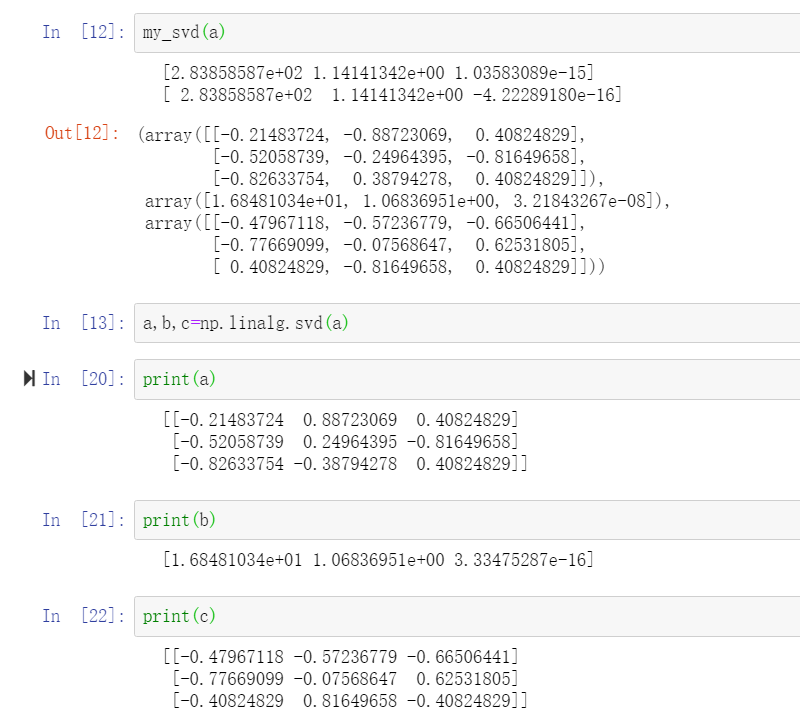 In [12]: my_svd(a)
[2.83858587e+02 1.14141342e+00 1.03583089e-15]
[ 2.83858587e+02  1.14141342e+00 -4.22289180e-16]
Out[12]: (array([[-0.21483724, -0.88723069,  0.40824829],
[-0.52058739, -0.24964395, -0.81649658],
[-0.82633754,  0.38794278,  0.40824829]]),
array([1.68481034e+01, 1.06836951e+00, 3.21843267e-08]),
array([[-0.47967118, -0.57236779, -0.66506441],
[-0.77669099, -0.07568647,  0.62531805],
[ 0.40824829, -0.81649658,  0.40824829]]))
In [13]: a,b,c=np.linalg.svd(a)
In [20]: print(a)
[[-0.21483724  0.88723069  0.40824829]
[-0.52058739  0.24964395 -0.81649658]
[-0.82633754 -0.38794278  0.40824829]]
In [21]: print(b)
[1.68481034e+01 1.06836951e+00 3.33475287e-16]
In [22]: print(c)
[[-0.47967118 -0.57236779 -0.66506441]
[-0.77669099 -0.07568647  0.62531805]
[-0.40824829  0.81649658 -0.40824829]]